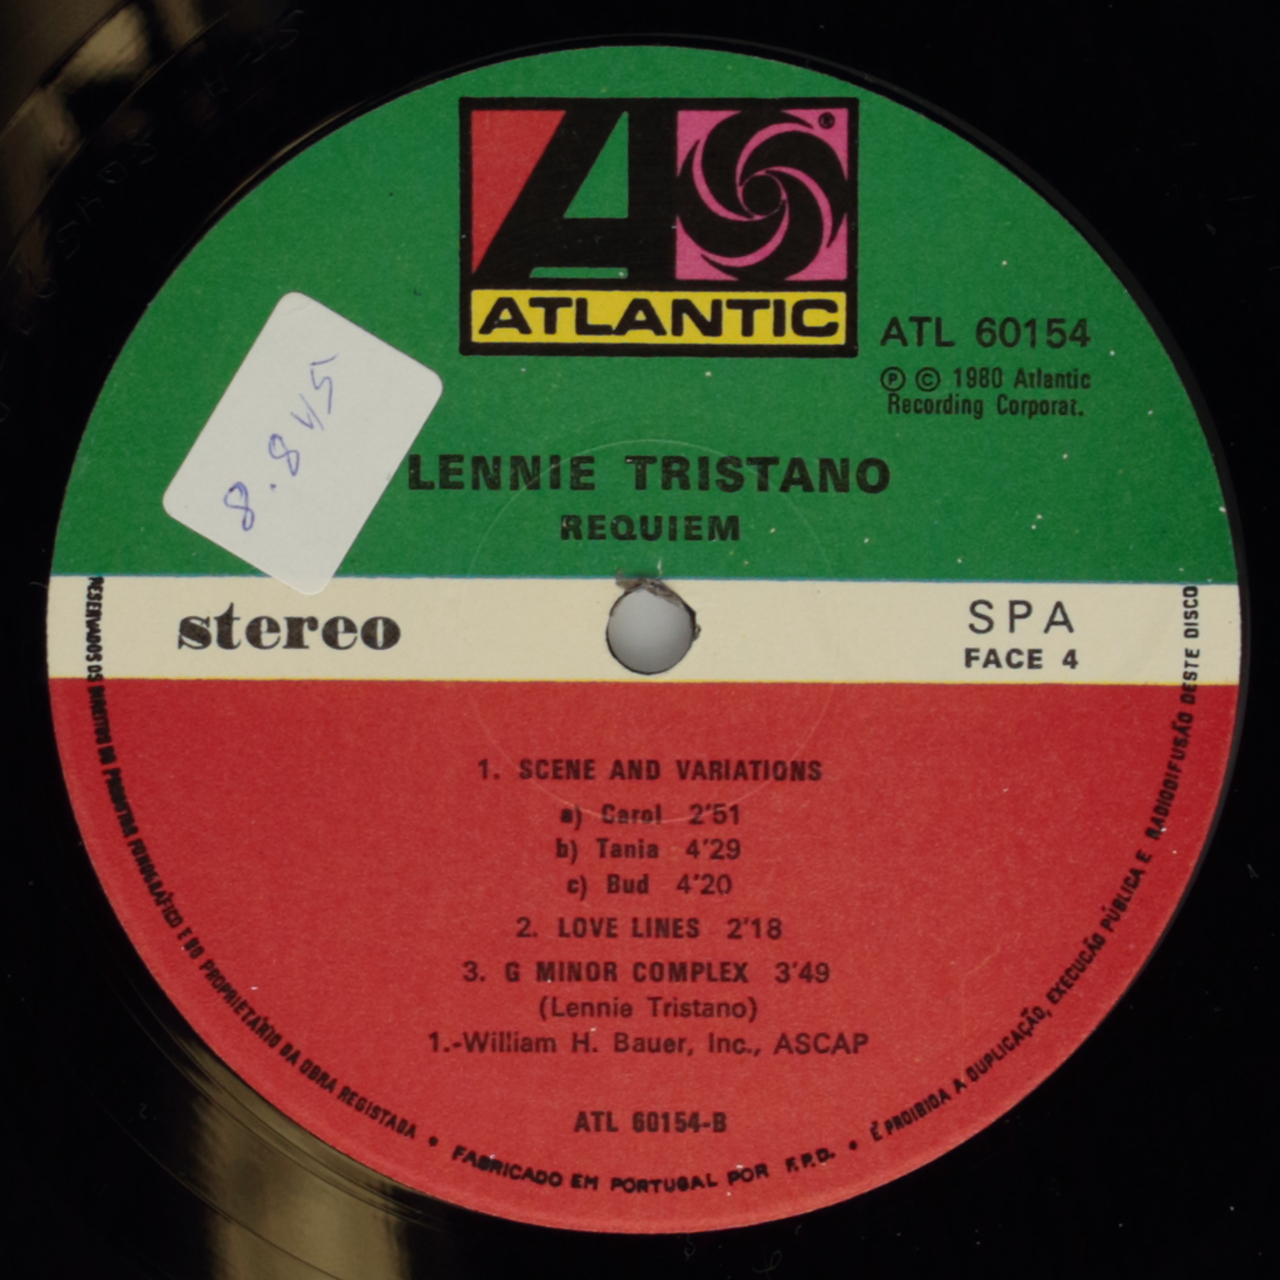 ATLANTIC
®
ATL 60154
Ⓟ © 1980 Atlantic
Recording Corporat.
8.845
LENNIE TRISTANO
REQUIEM
stereo
SPA
FACE 4
1. SCENE AND VARIATIONS
a) Carol 2'51
b) Tania 4'29
c) Bud 4'20
2. LOVE LINES 2'18
3. G MINOR COMPLEX 3'49
(Lennie Tristano)
1.-William H. Bauer, Inc., ASCAP
ATL 60154-B
RESERVADOS OS DIREITOS DO PRODUTOR FONOGRÁFICO E DO PROPRIETÁRIO DA OBRA REGISTADA • FABRICADO EM PORTUGAL POR F.P.D. • É PROIBIDA A DUPLICAÇÃO, EXECUCÃO PÚBLICA E RADIODIFUSÃO DESTE DISCO